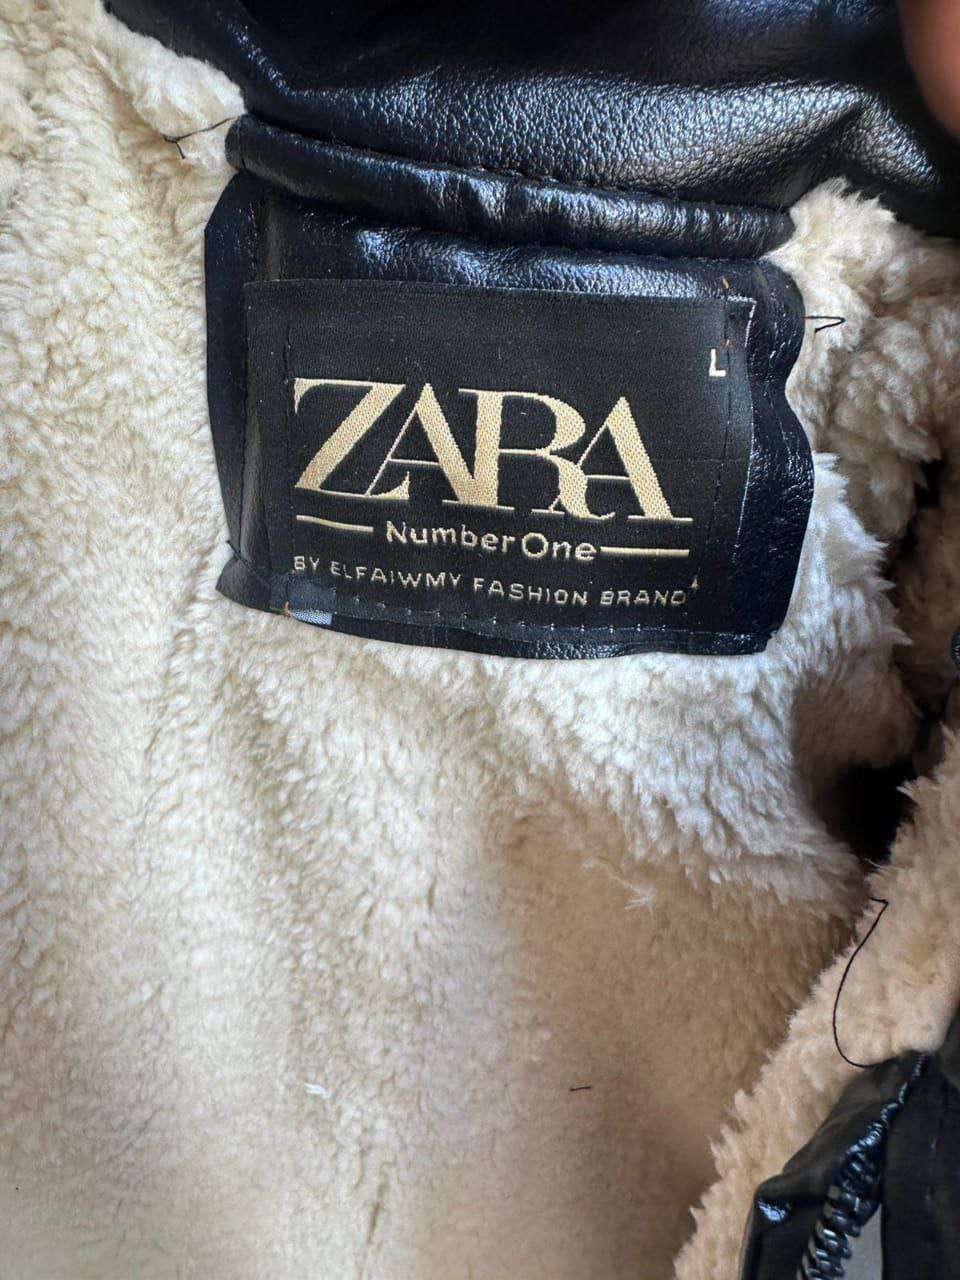 ZARA
L
Number One
BY ELFAIWMY FASHION BRAND